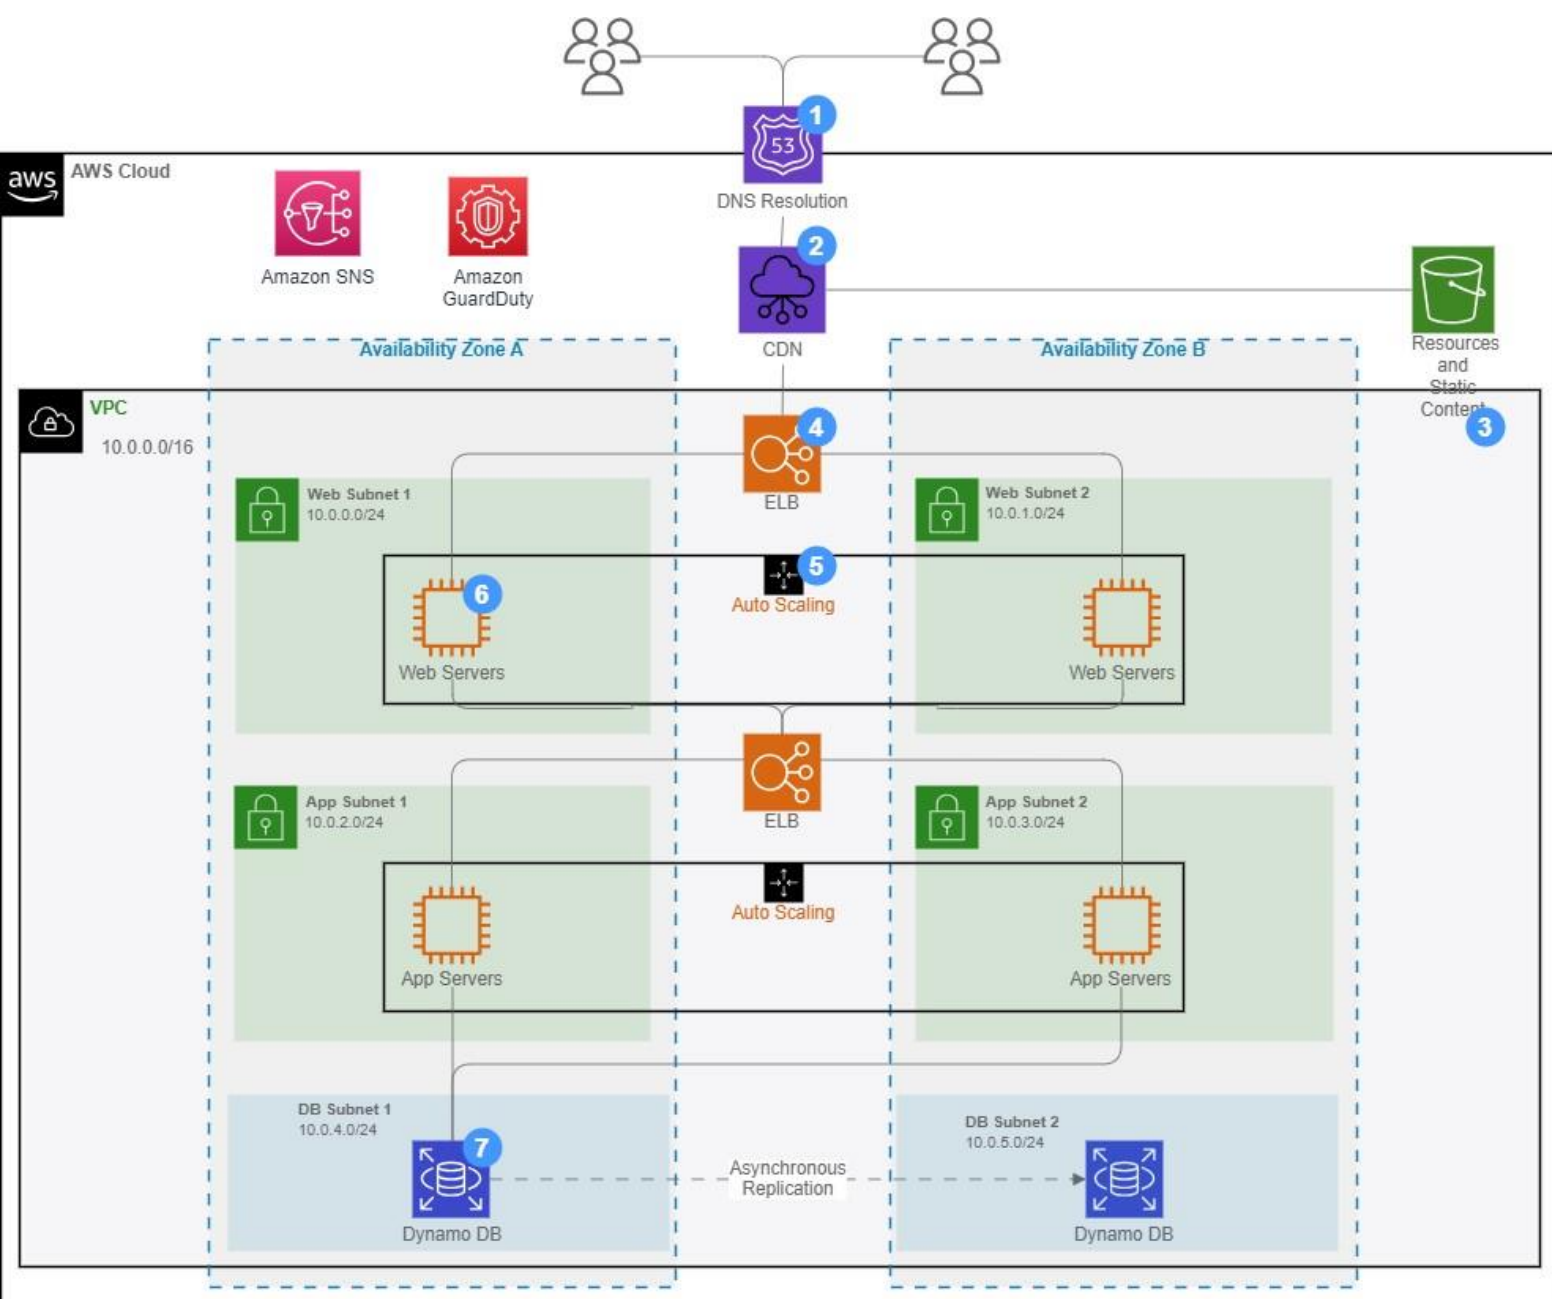 1
53
DNS Resolution
aws
AWS Cloud
Amazon SNS
Amazon
GuardDuty
2
CDN
Resources
and
Static
Content
3
Availability Zone A
Availability Zone B
VPC
10.0.0.0/16
4
ELB
Web Subnet 1
10.0.0.0/24
Web Subnet 2
10.0.1.0/24
5
Auto Scaling
6
Web Servers
Web Servers
ELB
App Subnet 1
10.0.2.0/24
App Subnet 2
10.0.3.0/24
Auto Scaling
App Servers
App Servers
DB Subnet 1
10.0.4.0/24
DB Subnet 2
10.0.5.0/24
7
Asynchronous
Replication
Dynamo DB
Dynamo DB